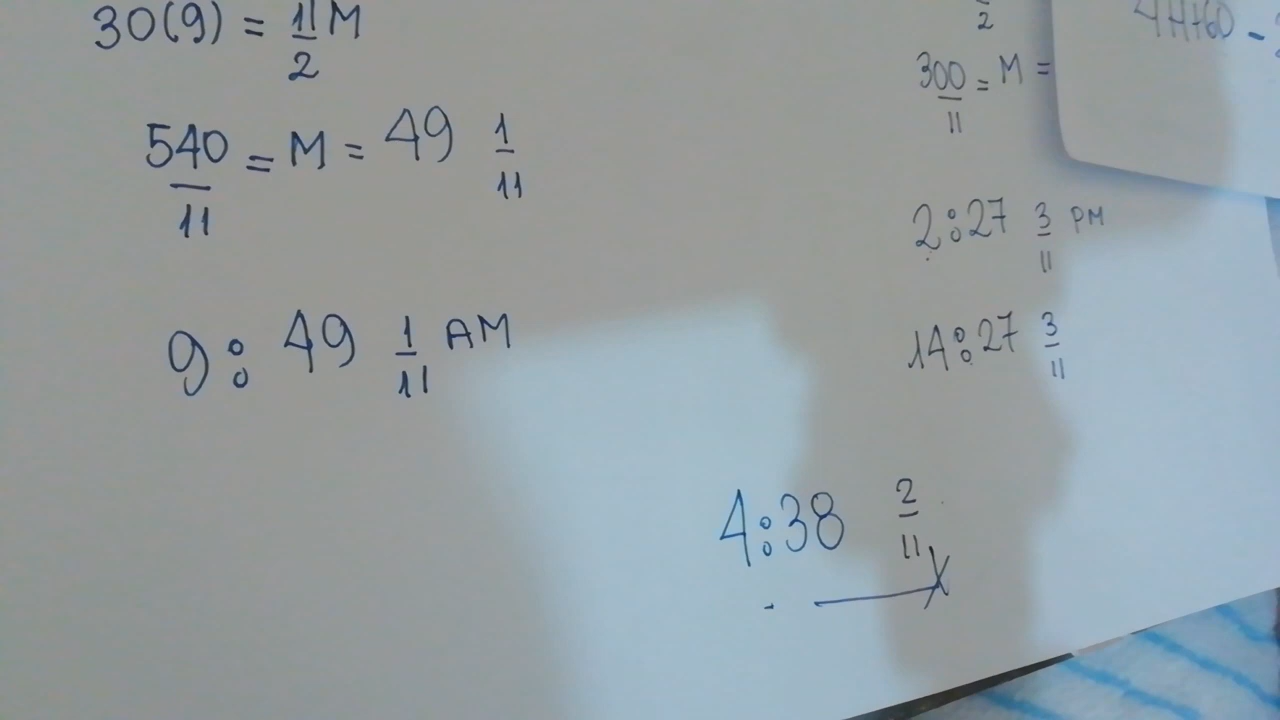 30(9) = 11/2 M
540/11 = M = 49 1/11
9:49 1/11 AM
2
300/11 = M =
2:27 3/11 PM
14:27 3/11
4:38 2/11